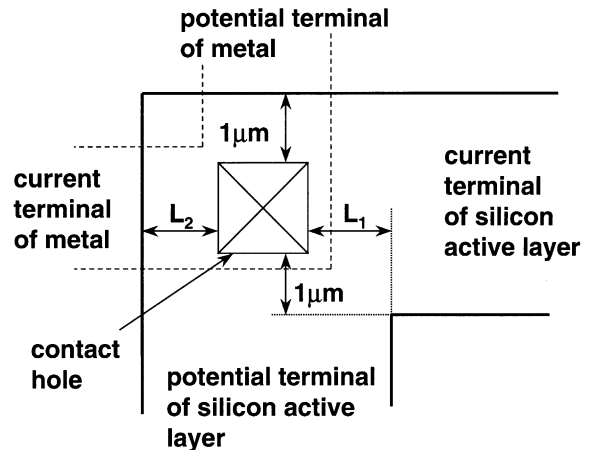 potential terminal
of metal
1μm
current
terminal
of silicon
active layer
current
terminal
of metal
L2
L1
1μm
contact
hole
potential terminal
of silicon active
layer